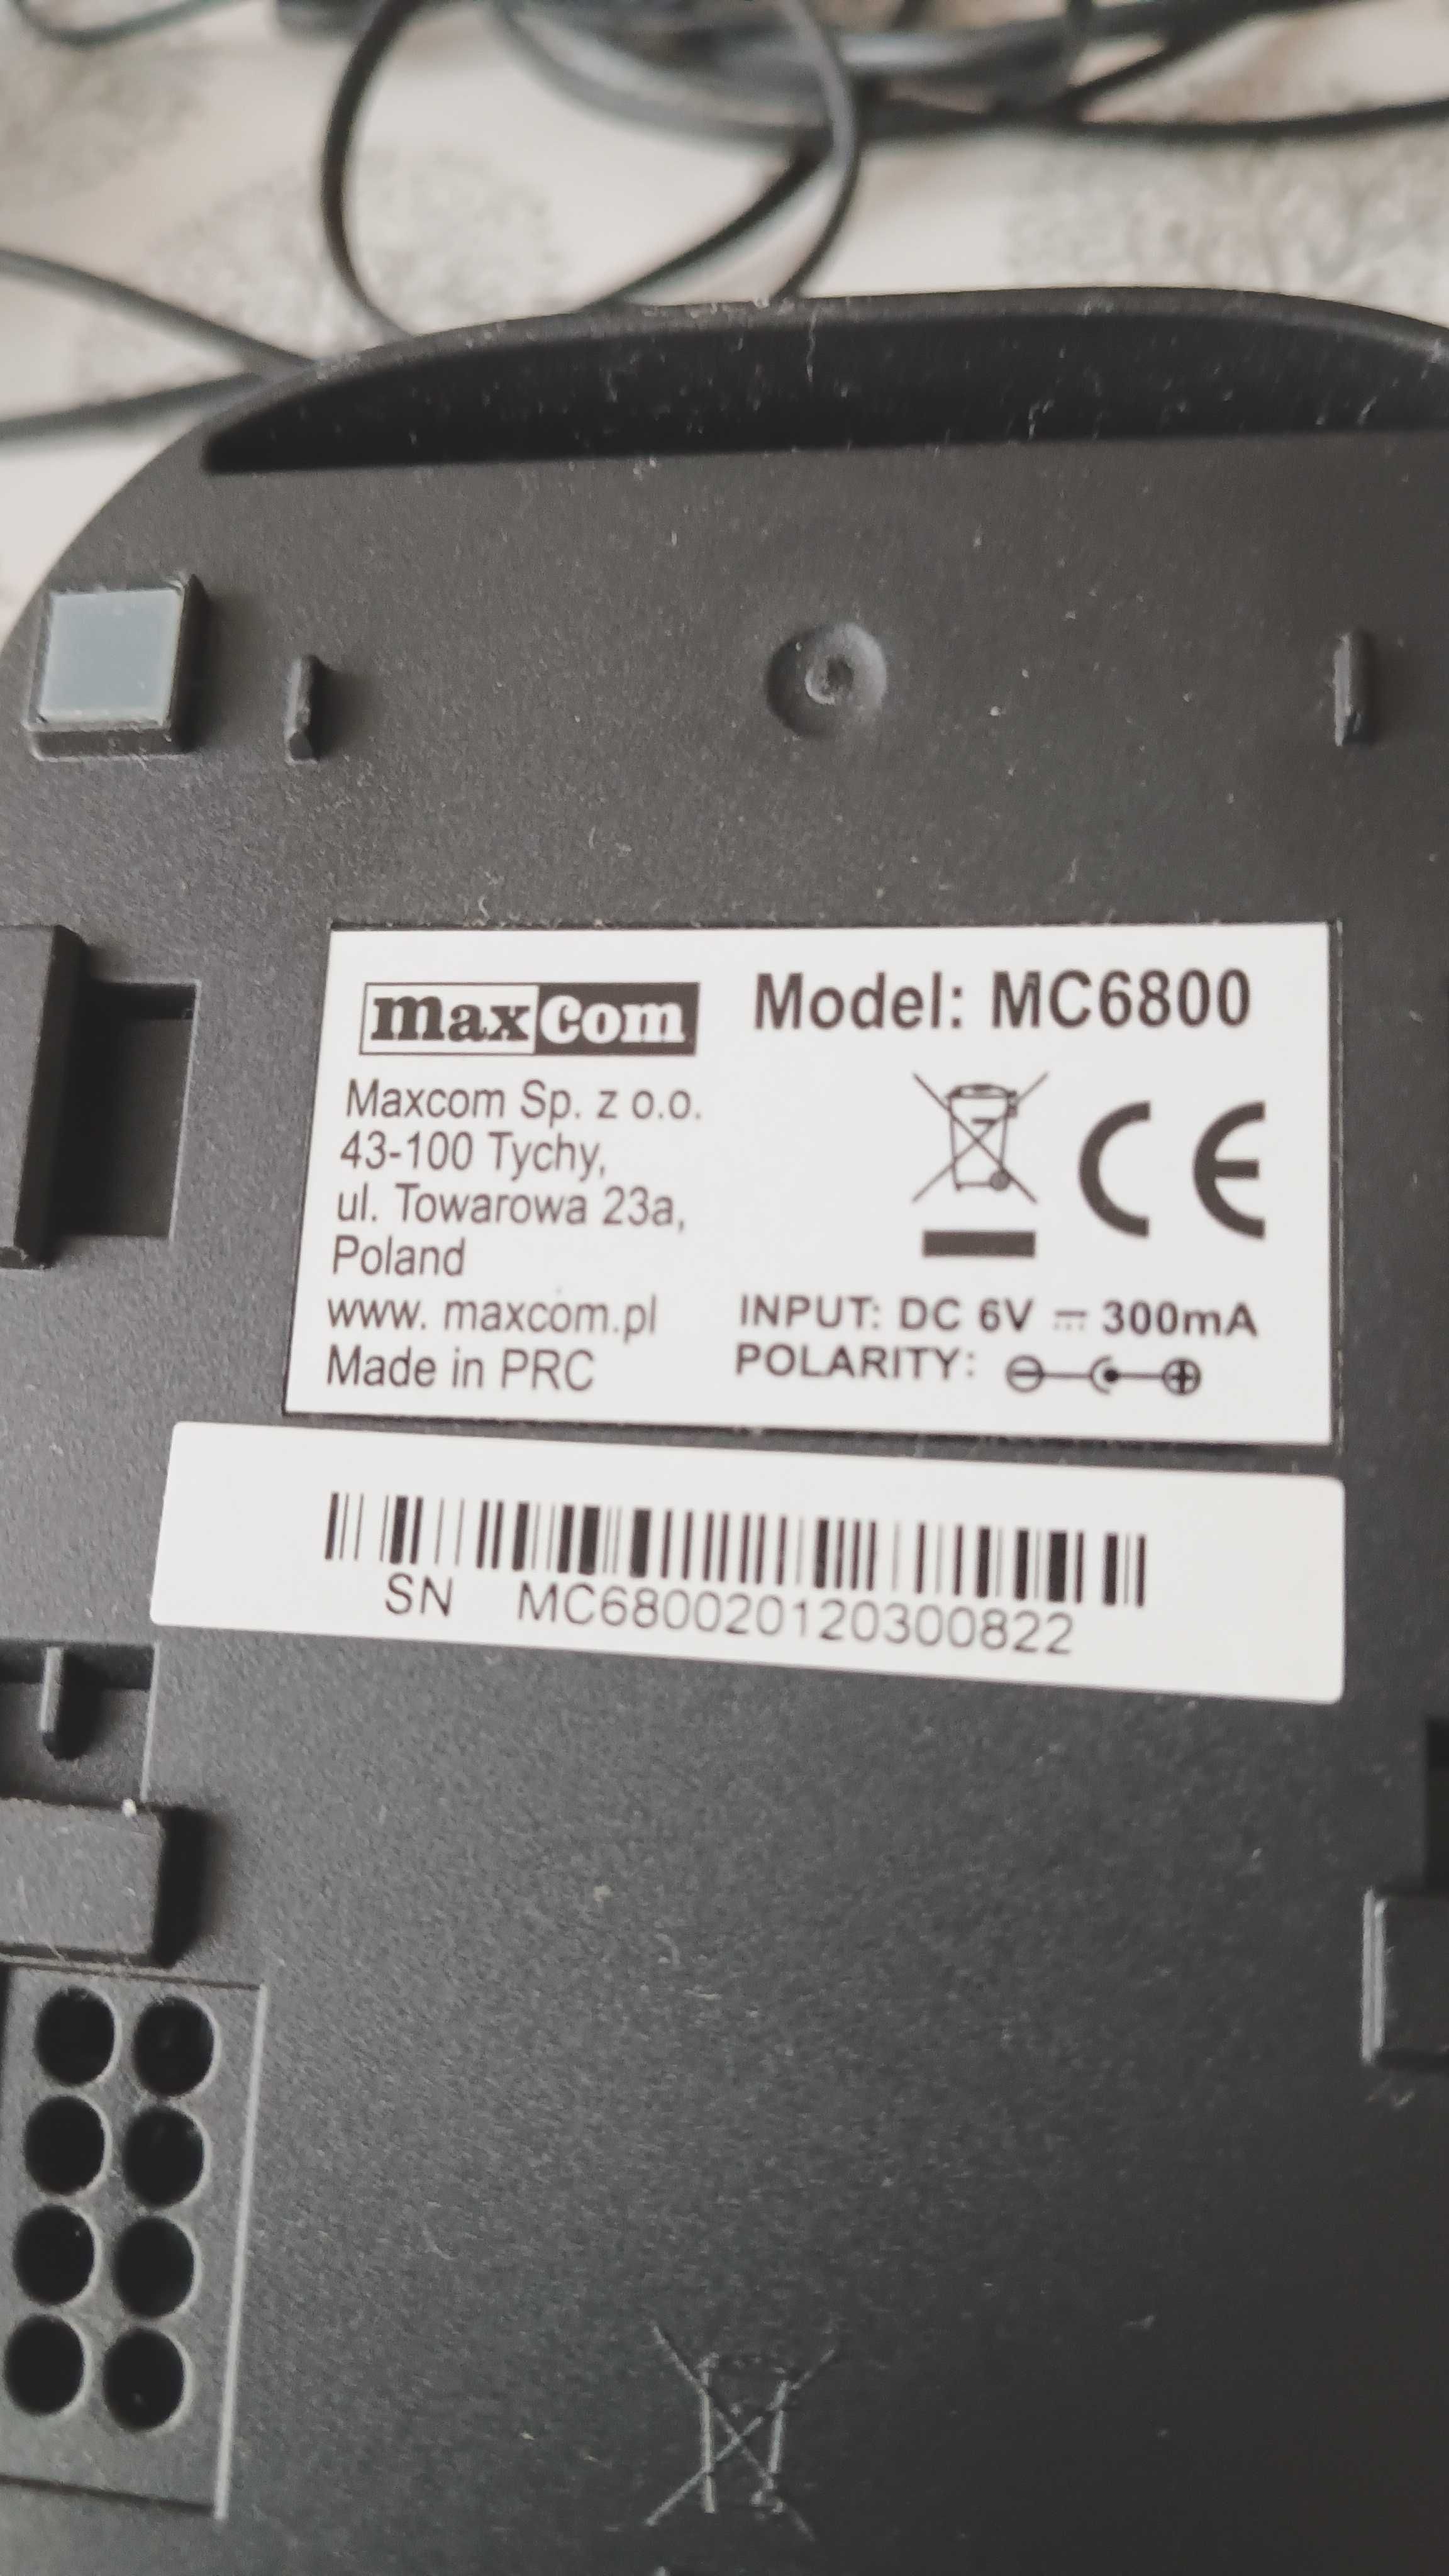 maxcom
Model: MC6800
Maxcom Sp. z o.o.
43-100 Tychy,
ul. Towarowa 23a,
Poland
www. maxcom.pl
Made in PRC
CE
INPUT: DC 6V ⎓ 300mA
POLARITY:
SN MC680020120300822